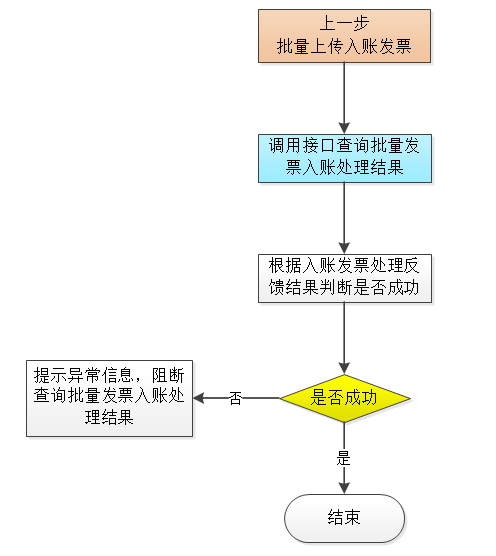 上一步
批量上传入账发票
调用接口查询批量发
票入账处理结果
根据入账发票处理反
馈结果判断是否成功
提示异常信息，阻断
查询批量发票入账处
理结果
否
是否成功
是
结束